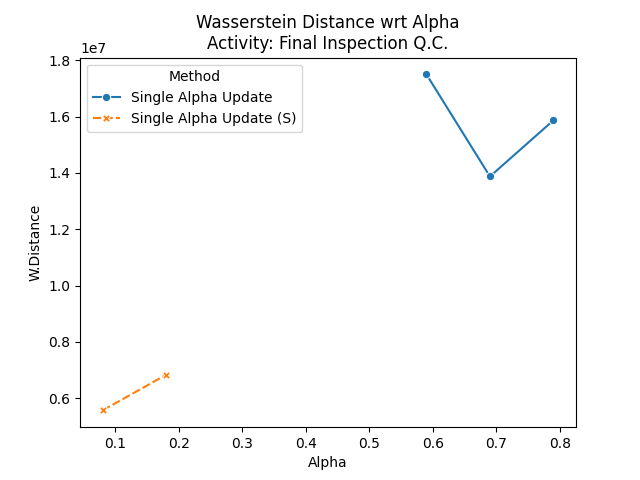 Wasserstein Distance wrt Alpha
Activity: Final Inspection Q.C.
1e7
Method
Single Alpha Update
Single Alpha Update (S)
W.Distance
1.8
1.6
1.4
1.2
1.0
0.8
0.6
0.1 0.2 0.3 0.4 0.5 0.6 0.7 0.8
Alpha